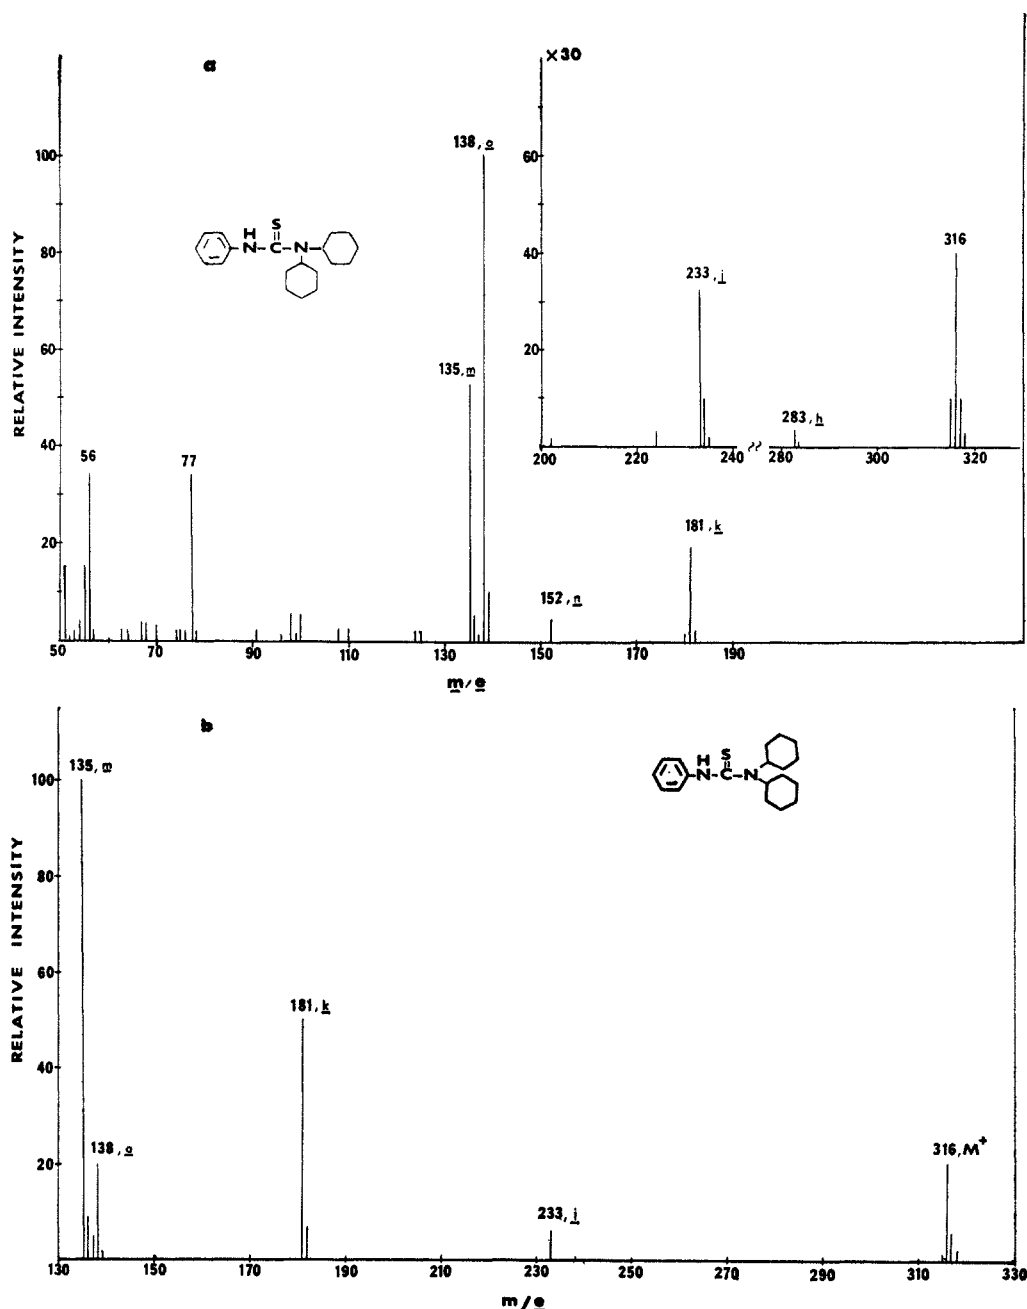 a
×30
138, o
100
60
H
S
N
C
N
80
316
40
233, j
60
135, m
20
283, h
40
56
77
200
220
240
280
300
320
181, k
20
152, n
50
70
91
110
130
150
170
190
m/e
RELATIVE INTENSITY
b
135, m
100
H
S
N
C
N
80
60
181, k
40
138, o
316, M+
20
233, j
130
150
170
190
210
230
250
270
290
310
330
m/e
RELATIVE INTENSITY